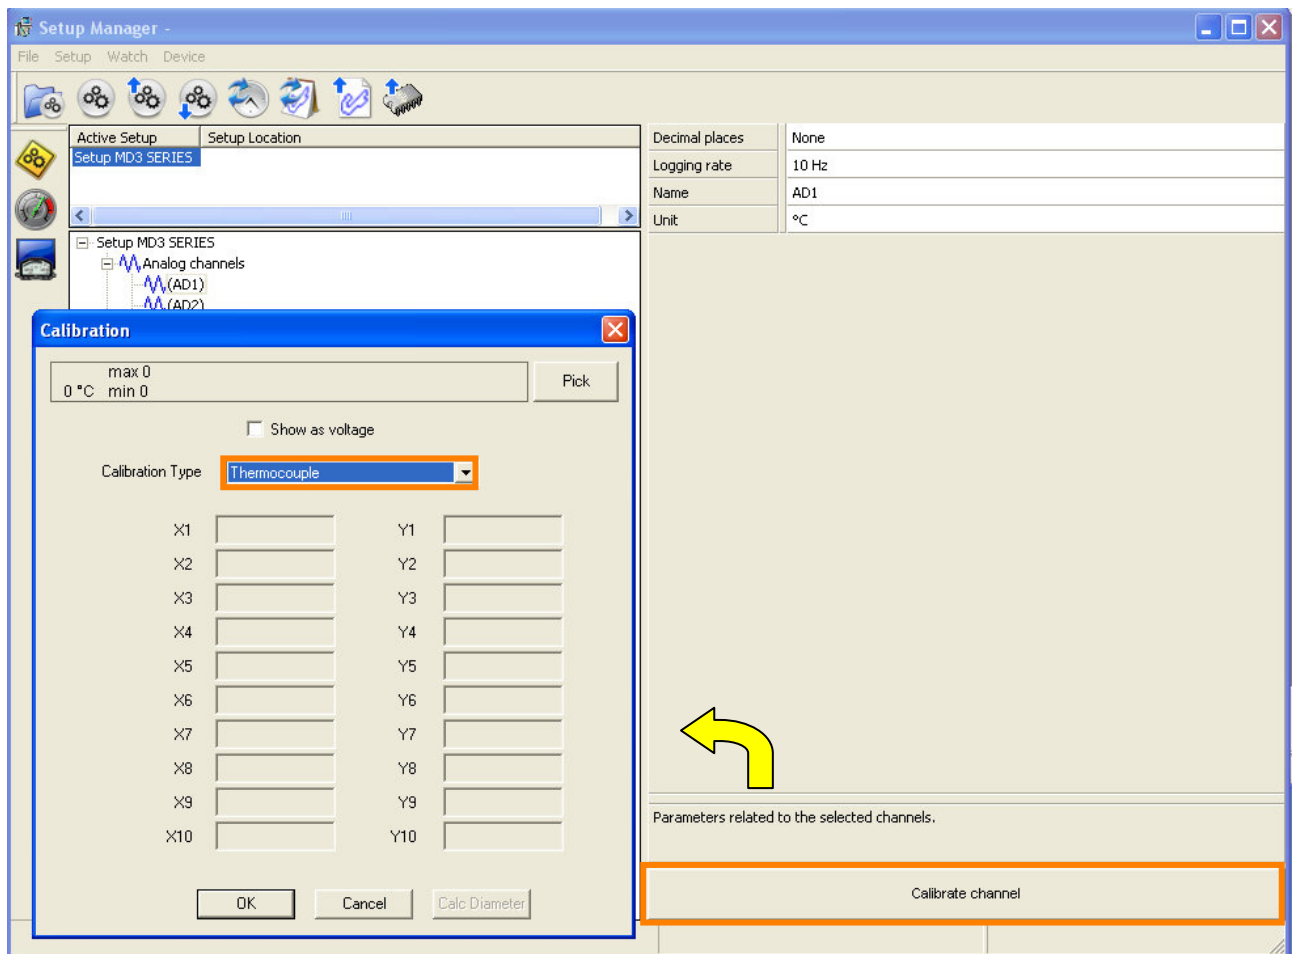 Setup Manager -
File Setup Watch Device
Active Setup Setup Location
Setup MD3 SERIES
Decimal places None
Logging rate 10 Hz
Name AD1
Unit °C
Setup MD3 SERIES
Analog channels
(AD1)
(AD2)
Calibration
max 0
0 °C min 0
Pick
Show as voltage
Calibration Type Thermocouple
X1 Y1
X2 Y2
X3 Y3
X4 Y4
X5 Y5
X6 Y6
X7 Y7
X8 Y8
X9 Y9
X10 Y10
OK Cancel Calc Diameter
Parameters related to the selected channels.
Calibrate channel